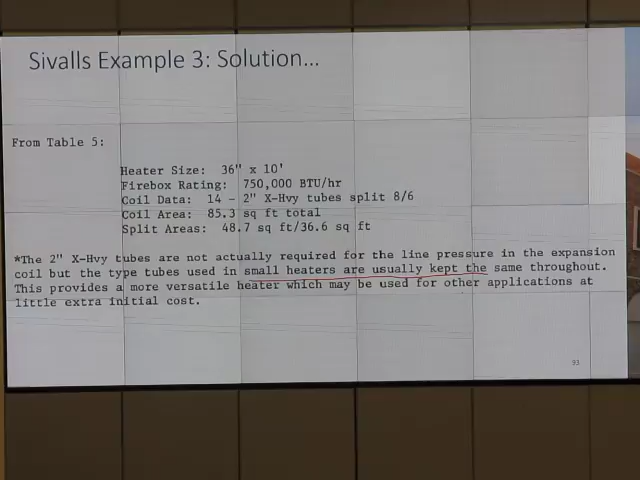 Sivalls Example 3: Solution...
From Table 5:
Heater Size: 36" x 10'
Firebox Rating: 750,000 BTU/hr
Coil Data: 14 - 2" X-Hvy tubes split 8/6
Coil Area: 85.3 sq ft total
Split Areas: 48.7 sq ft/36.6 sq ft
*The 2" X-Hvy tubes are not actually required for the line pressure in the expansion
coil but the type tubes used in small heaters are usually kept the same throughout.
This provides a more versatile heater which may be used for other applications at
little extra initial cost.
93